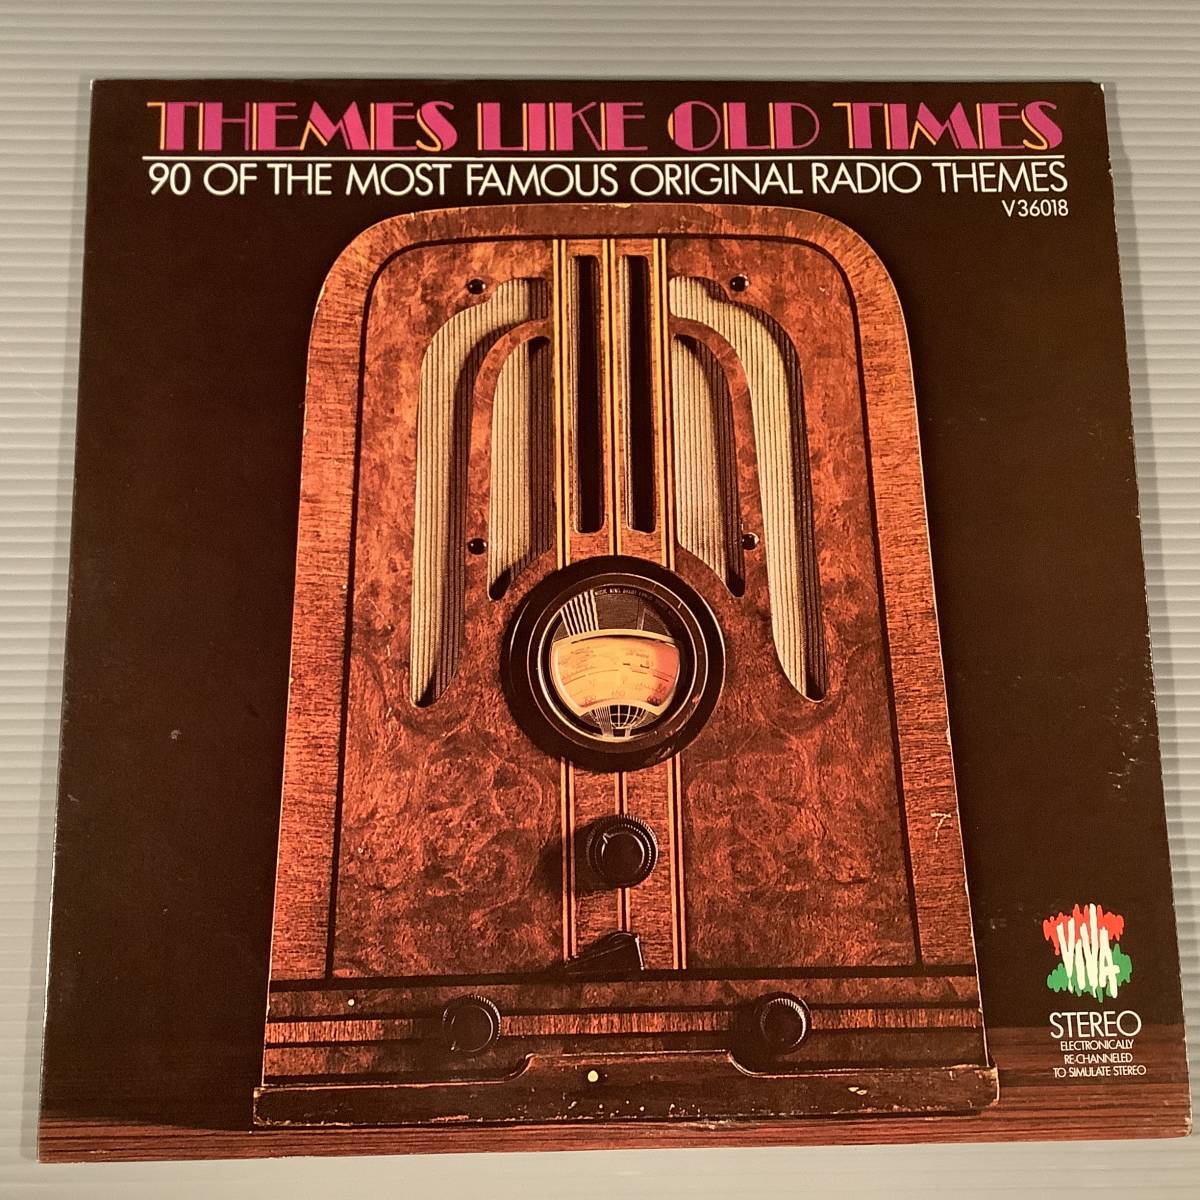 THEMES LIKE OLD TIMES
90 OF THE MOST FAMOUS ORIGINAL RADIO THEMES
V 36018
VIVA
STEREO
ELECTRONICALLY
RE-CHANNELED
TO SIMULATE STEREO